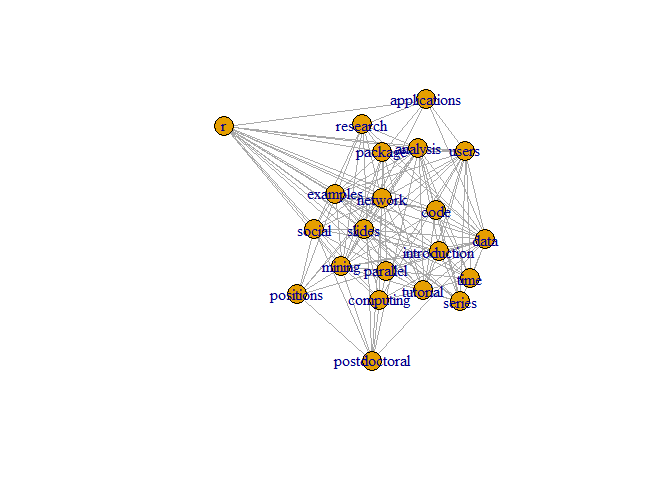 applications
r
research
package
analysis
users
examples
network
code
social
slides
data
introduction
mining
parallel
time
positions
computing
tutorial
series
postdoctoral